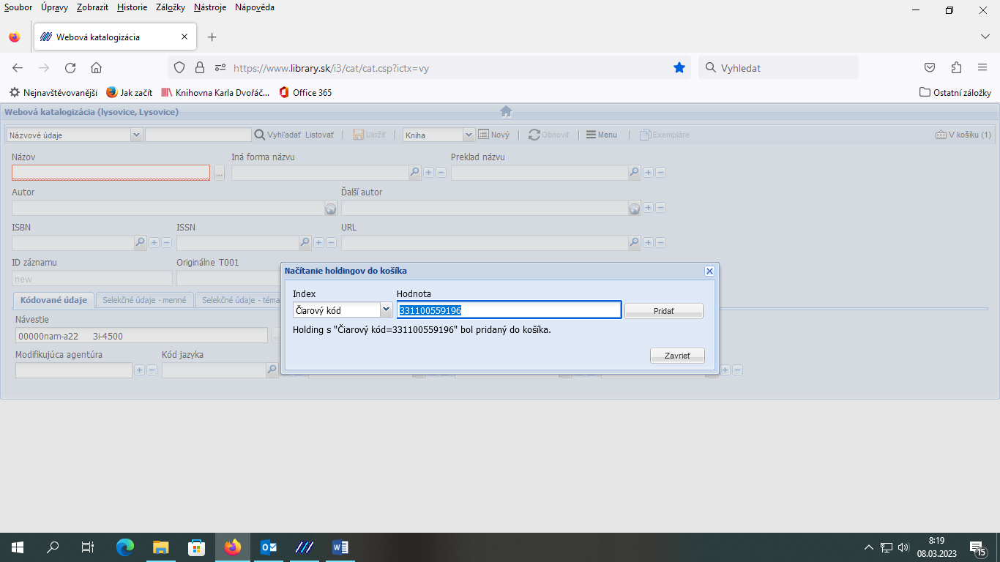 Soubor Úpravy Zobrazit Historie Záložky Nástroje Nápověda
Webová katalogizácia
https://www.library.sk/i3/cat/cat.csp?ictx=vy
Vyhledat
Nejnavštěvovanější Jak začít Knihovna Karla Dvořáč... Office 365 Ostatní záložky
Webová katalogizácia (lysovice, Lysovice)
Názvové údaje Vyhľadať Listovať Uložiť Kniha Nový Obnoviť Menu Exempláre V košíku (1)
Názov Iná forma názvu Preklad názvu
...
Autor Ďalší autor
ISBN ISSN URL
ID záznamu Originálne T001
new
Načítanie holdingov do košíka
Index Hodnota
Čiarový kód 331100559196 Pridať
Holding s "Čiarový kód=331100559196" bol pridaný do košíka.
Zavrieť
Kódované údaje Selekčné údaje - menné Selekčné údaje - téma
Návestie
00000nam-a22 3i-4500
Modifikujúca agentúra Kód jazyka
8:19
08.03.2023
15